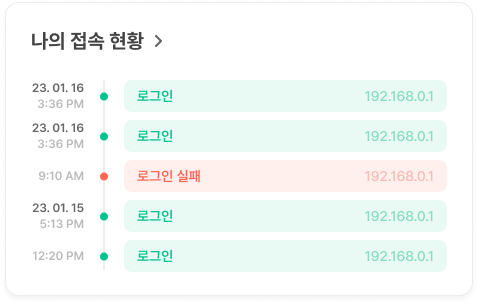 나의 접속 현황 >
23. 01. 16
3:36 PM
로그인 192.168.0.1
23. 01. 16
3:36 PM
로그인 192.168.0.1
9:10 AM
로그인 실패 192.168.0.1
23. 01. 15
5:13 PM
로그인 192.168.0.1
12:20 PM
로그인 192.168.0.1